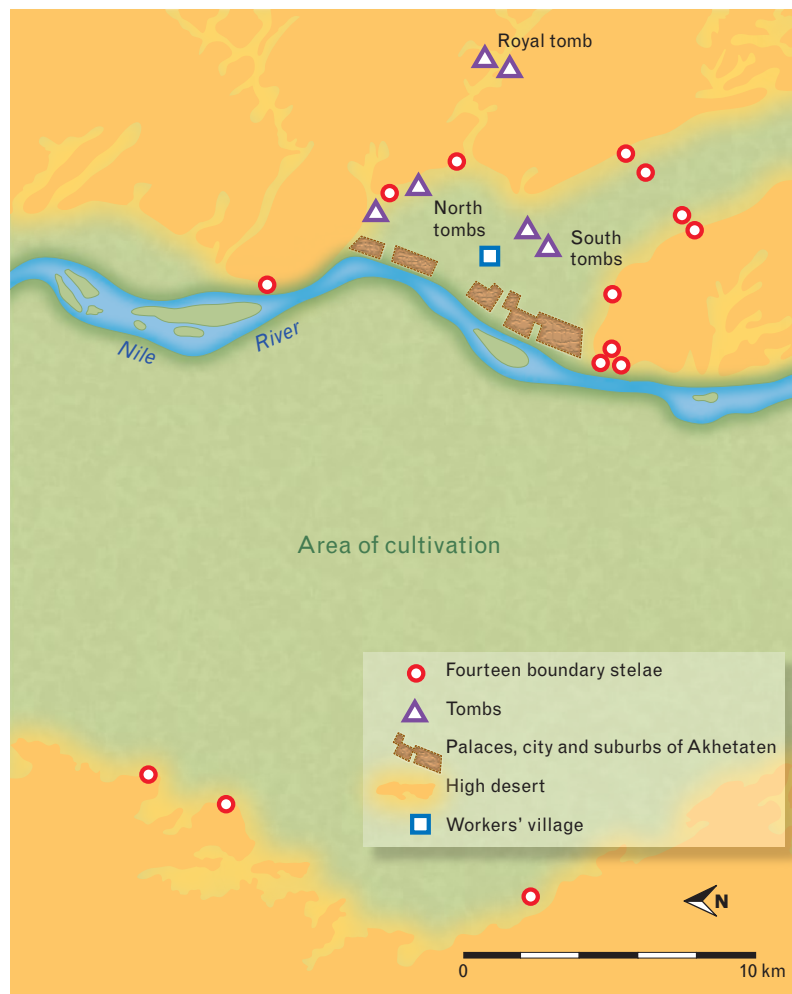 Royal tomb
North
tombs
South
tombs
Nile
River
Area of cultivation
Fourteen boundary stelae
Tombs
Palaces, city and suburbs of Akhetaten
High desert
Workers’ village
N
0
10 km